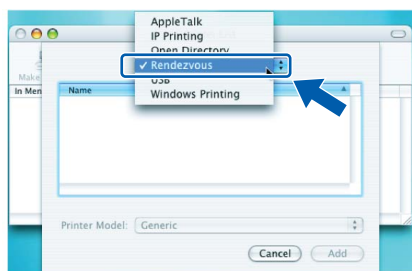 AppleTalk
IP Printing
Open Directory
✓ Rendezvous
USB
Windows Printing
Make
In Men
Name
Printer Model: Generic
Cancel Add